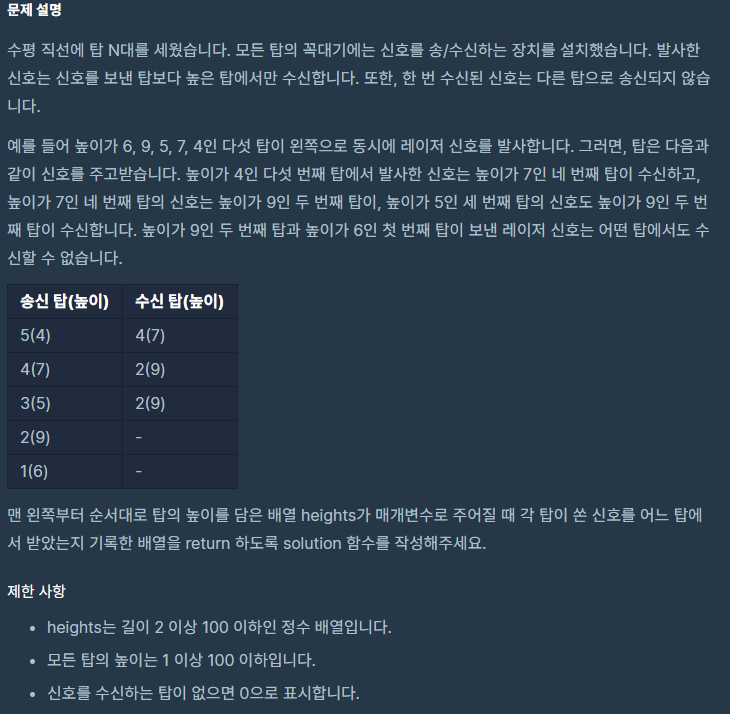 문제 설명
수평 직선에 탑 N대를 세웠습니다. 모든 탑의 꼭대기에는 신호를 송/수신하는 장치를 설치했습니다. 발사한
신호는 신호를 보낸 탑보다 높은 탑에서만 수신합니다. 또한, 한 번 수신된 신호는 다른 탑으로 송신되지 않습
니다.
예를 들어 높이가 6, 9, 5, 7, 4인 다섯 탑이 왼쪽으로 동시에 레이저 신호를 발사합니다. 그러면, 탑은 다음과
같이 신호를 주고받습니다. 높이가 4인 다섯 번째 탑에서 발사한 신호는 높이가 7인 네 번째 탑이 수신하고,
높이가 7인 네 번째 탑의 신호는 높이가 9인 두 번째 탑이, 높이가 5인 세 번째 탑의 신호도 높이가 9인 두 번
째 탑이 수신합니다. 높이가 9인 두 번째 탑과 높이가 6인 첫 번째 탑이 보낸 레이저 신호는 어떤 탑에서도 수
신할 수 없습니다.
송신 탑(높이) 수신 탑(높이)
5(4) 4(7)
4(7) 2(9)
3(5) 2(9)
2(9) -
1(6) -
맨 왼쪽부터 순서대로 탑의 높이를 담은 배열 heights가 매개변수로 주어질 때 각 탑이 쏜 신호를 어느 탑에
서 받았는지 기록한 배열을 return 하도록 solution 함수를 작성해주세요.
제한 사항
• heights는 길이 2 이상 100 이하인 정수 배열입니다.
• 모든 탑의 높이는 1 이상 100 이하입니다.
• 신호를 수신하는 탑이 없으면 0으로 표시합니다.